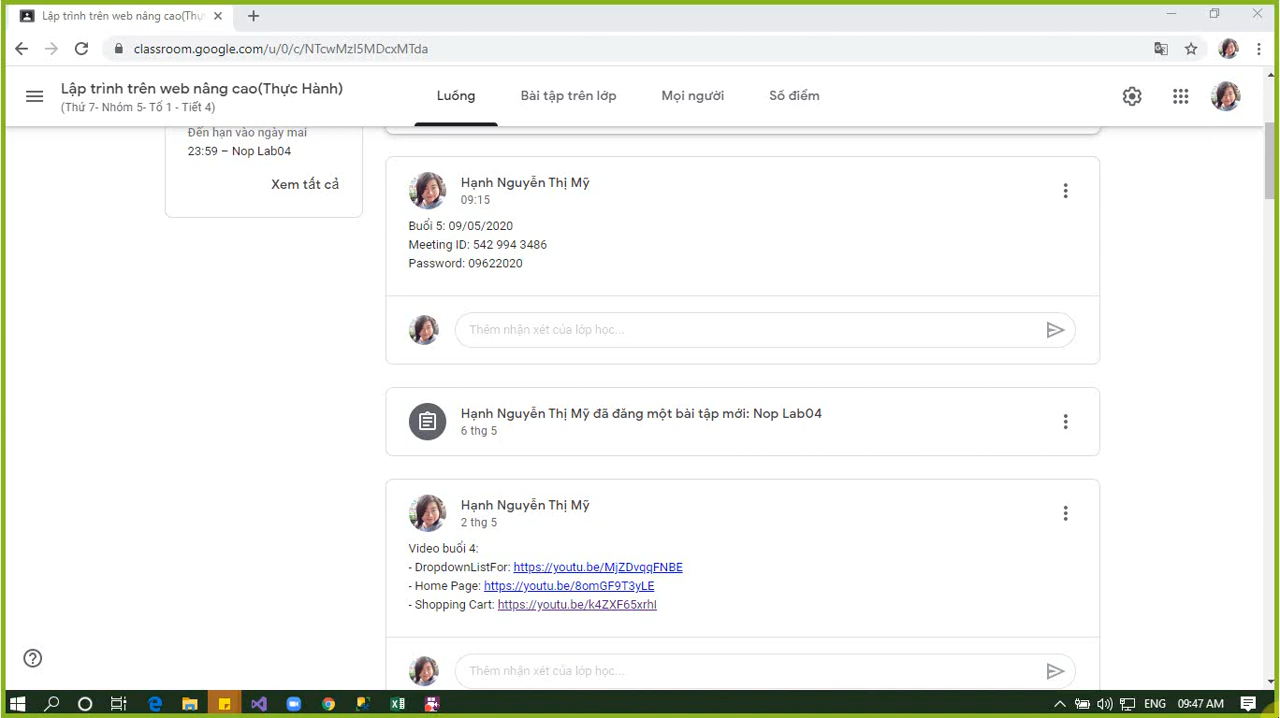 Lập trình trên web nâng cao(Thực
classroom.google.com/u/0/c/NTcwMzI5MDcxMTda
Lập trình trên web nâng cao(Thực Hành)
(Thứ 7- Nhóm 5- Tổ 1 - Tiết 4)
Luồng
Bài tập trên lớp
Mọi người
Số điểm
Đến hạn vào ngày mai
23:59 – Nop Lab04
Xem tất cả
Hạnh Nguyễn Thị Mỹ
09:15
Buổi 5: 09/05/2020
Meeting ID: 542 994 3486
Password: 09622020
Thêm nhận xét của lớp học...
Hạnh Nguyễn Thị Mỹ đã đăng một bài tập mới: Nop Lab04
6 thg 5
Hạnh Nguyễn Thị Mỹ
2 thg 5
Video buổi 4:
- DropdownListFor: https://youtu.be/MjZDvqqFNBE
- Home Page: https://youtu.be/8omGF9T3yLE
- Shopping Cart: https://youtu.be/k4ZXF65xrhI
Thêm nhận xét của lớp học...
ENG
09:47 AM